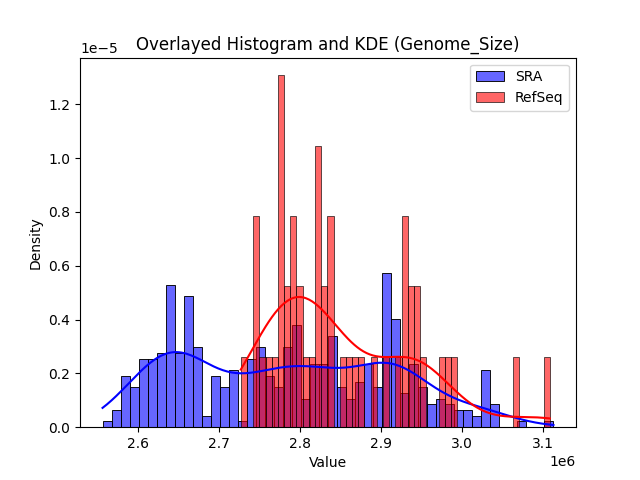 Overlayed Histogram and KDE (Genome_Size)
1e−5
SRA
RefSeq
1.2
1.0
0.8
0.6
0.4
0.2
0.0
Density
2.6 2.7 2.8 2.9 3.0 3.1
Value
1e6